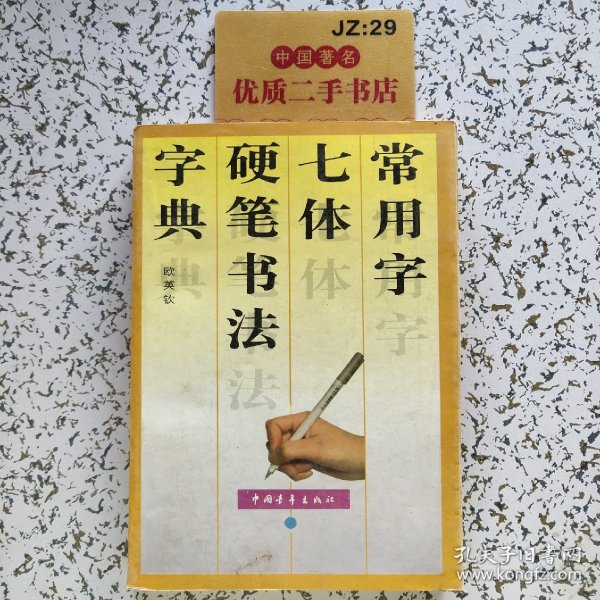 JZ:29
中国著名
优质二手书店
常用字
七体
硬笔书法
字典
欧英钦
中国青年出版社
孔夫子旧书网
www.kongfz.com